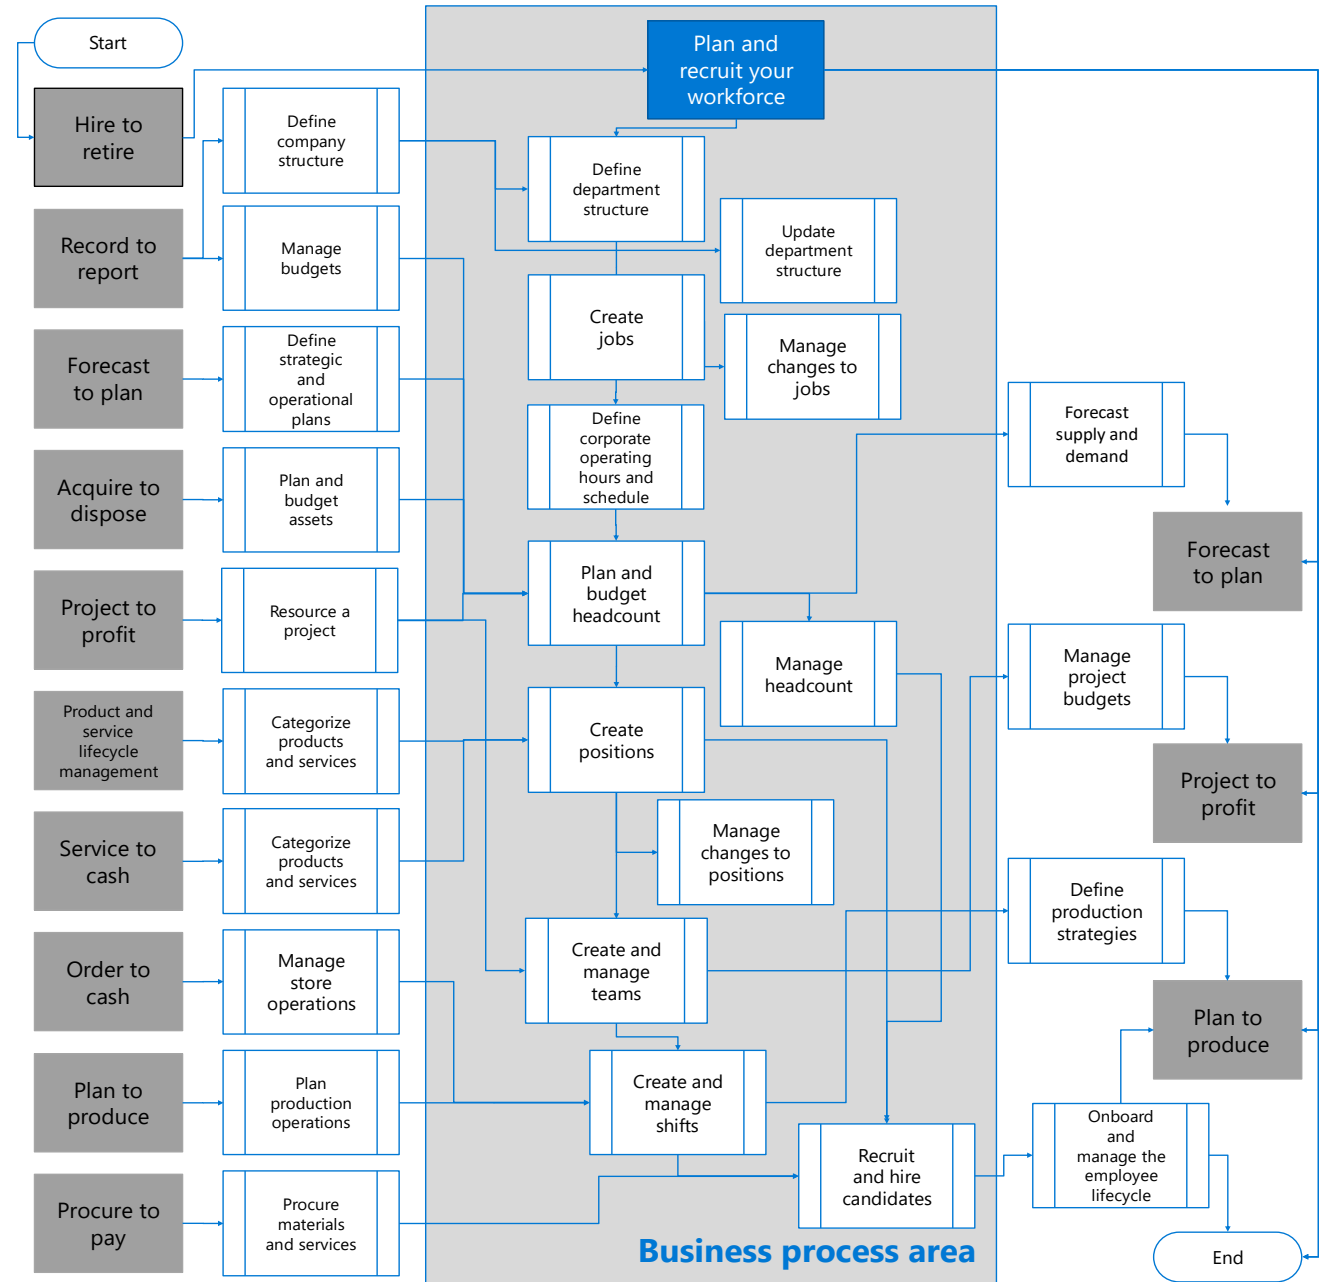 Start
Plan and
recruit your
workforce
Hire to
retire
Define
company
structure
Define
department
structure
Record to
report
Manage
budgets
Update
department
structure
Forecast
to plan
Define
strategic
and
operational
plans
Create
jobs
Manage
changes to
jobs
Acquire to
dispose
Plan and
budget
assets
Define
corporate
operating
hours and
schedule
Forecast
supply and
demand
Forecast
to plan
Project to
profit
Resource a
project
Plan and
budget
headcount
Manage
headcount
Manage
project
budgets
Product and
service
lifecycle
management
Categorize
products
and services
Create
positions
Project to
profit
Service to
cash
Categorize
products
and services
Manage
changes to
positions
Define
production
strategies
Order to
cash
Manage
store
operations
Create and
manage
teams
Plan to
produce
Plan to
produce
Plan
production
operations
Create and
manage
shifts
Recruit
and hire
candidates
Onboard
and
manage the
employee
lifecycle
Procure to
pay
Procure
materials
and services
Business process area
End